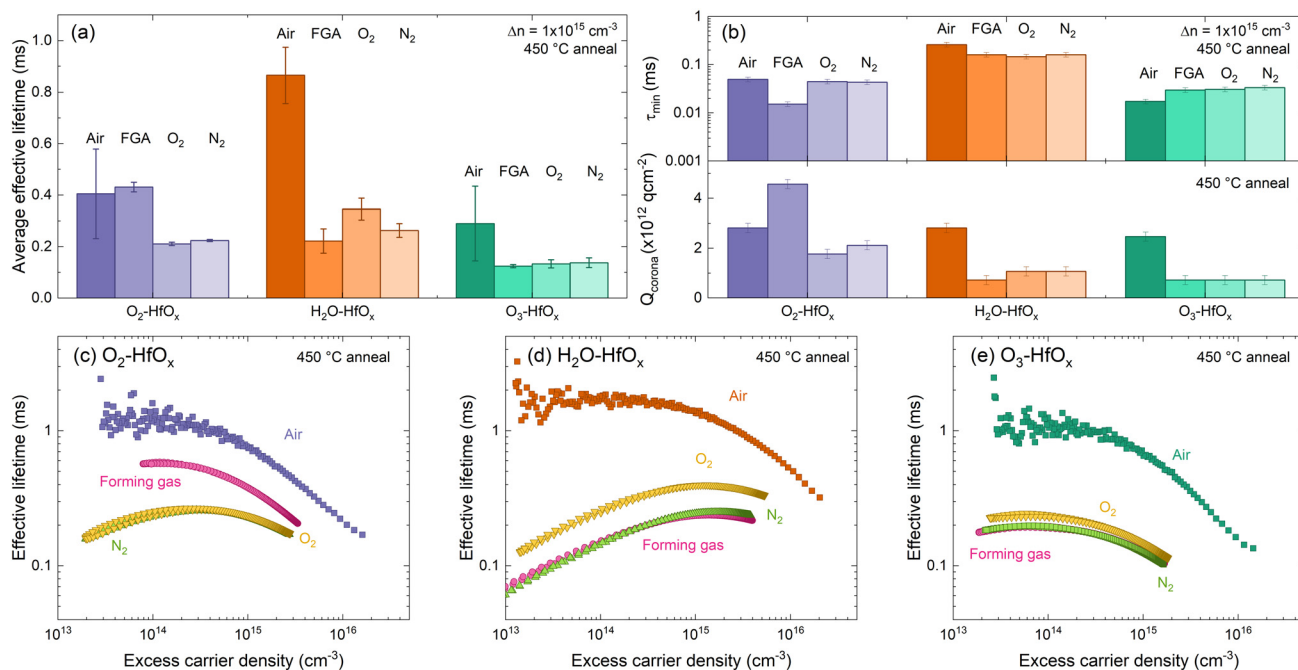 (a)
Δn = 1x10¹⁵ cm⁻³
450 °C anneal
Average effective lifetime (ms)
1.0
0.8
0.6
0.4
0.2
0.0
Air FGA O₂ N₂
Air FGA O₂ N₂
Air FGA O₂ N₂
O₂-HfOₓ H₂O-HfOₓ O₃-HfOₓ
(b)
Δn = 1x10¹⁵ cm⁻³
450 °C anneal
τ_min (ms)
1
0.1
0.01
0.001
Air FGA O₂ N₂
Air FGA O₂ N₂
Air FGA O₂ N₂
450 °C anneal
Q_corona (x10¹² qcm⁻²)
4
2
0
O₂-HfOₓ H₂O-HfOₓ O₃-HfOₓ
(c) O₂-HfOₓ
450 °C anneal
Effective lifetime (ms)
1
0.1
Air
Forming gas
O₂
N₂
10¹³ 10¹⁴ 10¹⁵ 10¹⁶
Excess carrier density (cm⁻³)
(d) H₂O-HfOₓ
450 °C anneal
Effective lifetime (ms)
1
0.1
Air
O₂
N₂
Forming gas
10¹³ 10¹⁴ 10¹⁵ 10¹⁶
Excess carrier density (cm⁻³)
(e) O₃-HfOₓ
450 °C anneal
Effective lifetime (ms)
1
0.1
Air
O₂
Forming gas
N₂
10¹³ 10¹⁴ 10¹⁵ 10¹⁶
Excess carrier density (cm⁻³)